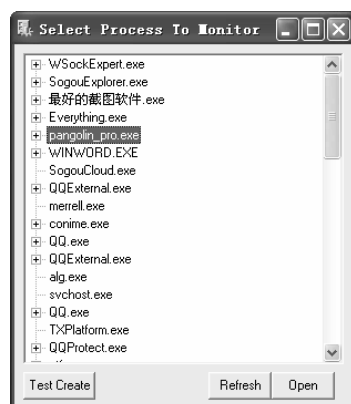 Select Process To Monitor
WSockExpert.exe
SogouExplorer.exe
最好的截图软件.exe
Everything.exe
pangolin_pro.exe
WINWORD.EXE
SogouCloud.exe
QQExternal.exe
merrell.exe
conime.exe
QQ.exe
QQExternal.exe
alg.exe
svchost.exe
QQ.exe
TXPlatform.exe
QQProtect.exe
Test Create Refresh Open